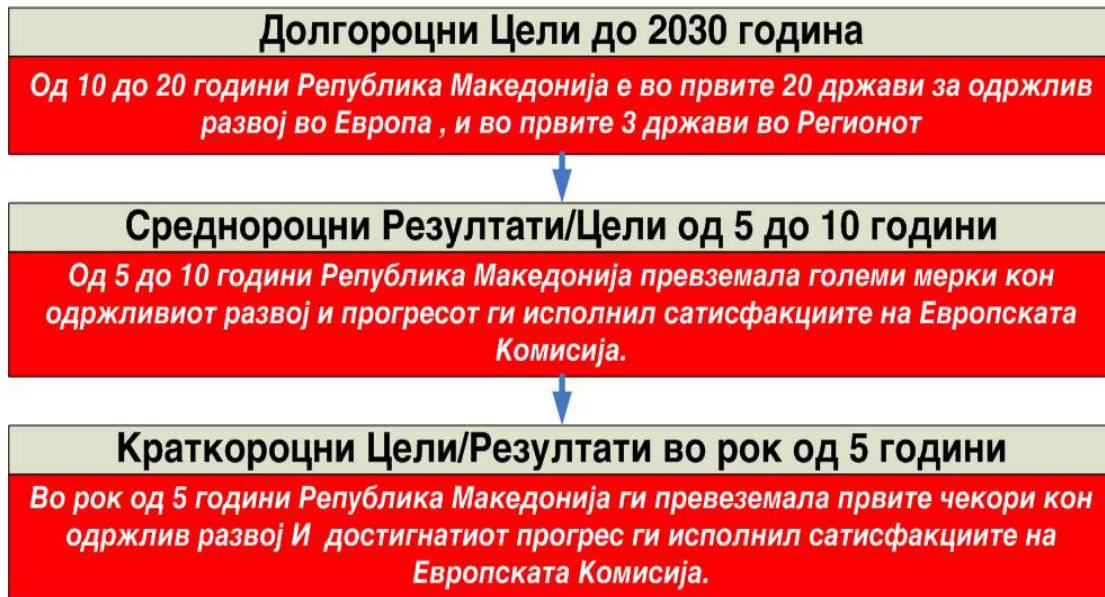 Долгороцни Цели до 2030 година
Од 10 до 20 години Република Македонија е во првите 20 држави за одржлив
развој во Европа , и во првите 3 држави во Регионот
Среднороцни Резултати/Цели од 5 до 10 години
Од 5 до 10 години Република Македонија превземала големи мерки кон
одржливиот развој и прогресот ги исполнил сатисфакциите на Европската
Комисија.
Краткороцни Цели/Резултати во рок од 5 години
Во рок од 5 години Република Македонија ги превеземала првите чекори кон
одржлив развој И достигнатиот прогрес ги исполнил сатисфакциите на
Европската Комисија.